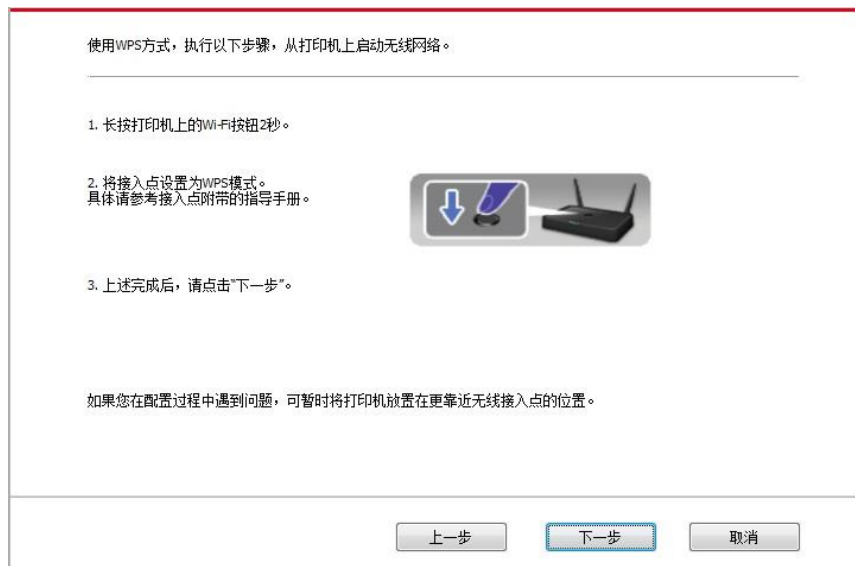 使用WPS方式，执行以下步骤，从打印机上启动无线网络。
1. 长按打印机上的Wi-Fi按钮2秒。
2. 将接入点设置为WPS模式。
具体请参考接入点附带的指导手册。
3. 上述完成后，请点击“下一步”。
如果您在配置过程中遇到问题，可暂时将打印机放置在更靠近无线接入点的位置。
上一步 下一步 取消